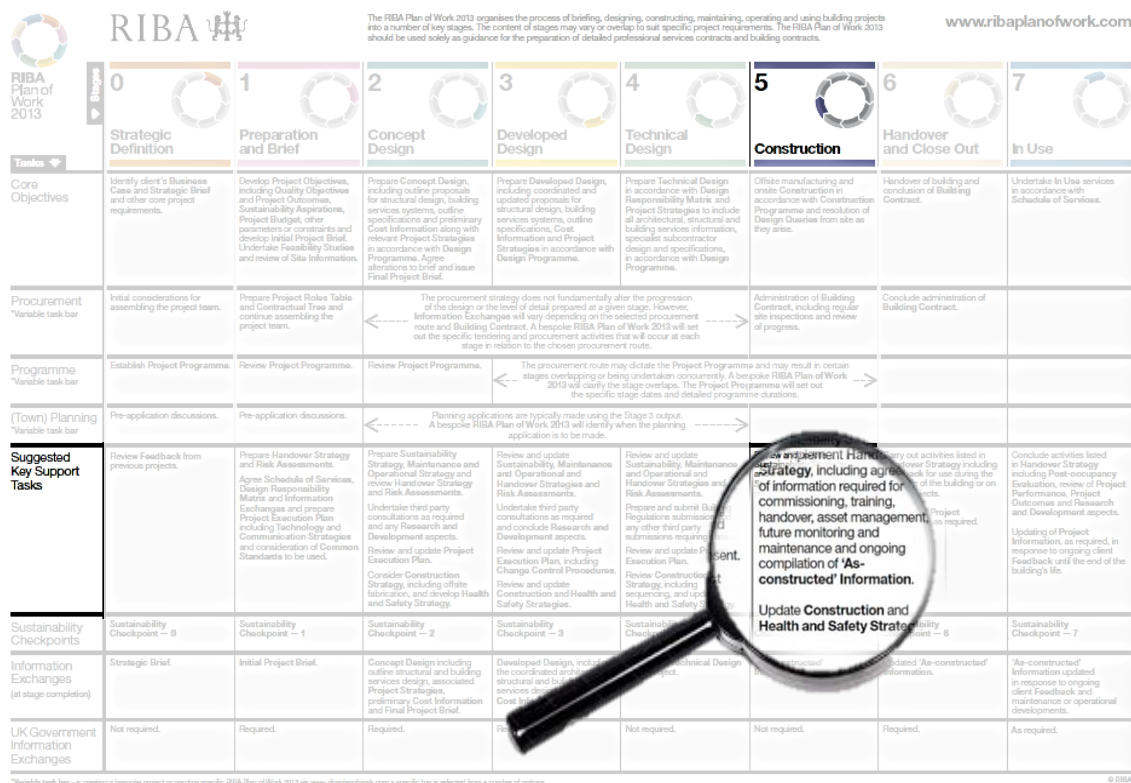 RIBA
The RIBA Plan of Work 2013 organises the process of briefing, designing, constructing, maintaining, operating and using building projects
into a number of key stages. The content of stages may vary or overlap to suit specific project requirements. The RIBA Plan of Work 2013
should be used solely as guidance for the preparation of detailed professional services contracts and building contracts.
www.ribaplanofwork.com
RIBA
Plan of
Work
2013
Stages
Tasks
0
Strategic
Definition
1
Preparation
and Brief
2
Concept
Design
3
Developed
Design
4
Technical
Design
5
Construction
6
Handover
and Close Out
7
In Use
Core
Objectives
Identify client's Business
Case and Strategic Brief
and other core project
requirements.
Develop Project Objectives,
including Quality Objectives
and Project Outcomes,
Sustainability Aspirations,
Project Budget, other
parameters or constraints and
develop Initial Project Brief.
Undertake Feasibility Studies
and review of Site Information.
Prepare Concept Design,
including outline proposals
for structural design, building
services systems, outline
specifications and preliminary
Cost Information along with
relevant Project Strategies
in accordance with Design
Programme. Agree
alterations to brief and issue
Final Project Brief.
Prepare Developed Design,
including coordinated and
updated proposals for
structural design, building
services systems, outline
specifications, Cost
Information and Project
Strategies in accordance with
Design Programme.
Prepare Technical Design
in accordance with Design
Responsibility Matrix and
Project Strategies to include
all architectural, structural and
building services information,
specialist subcontractor
design and specifications,
in accordance with Design
Programme.
Offsite manufacturing and
onsite Construction in
accordance with Construction
Programme and resolution of
Design Queries from site as
they arise.
Handover of building and
conclusion of Building
Contract.
Undertake In Use services
in accordance with
Schedule of Services.
Procurement
*Variable task bar
Initial considerations for
assembling the project team.
Prepare Project Roles Table
and Contractual Tree and
continue assembling the
project team.
The procurement strategy does not fundamentally alter the progression
of the design or the level of detail prepared at a given stage. However,
Information Exchanges will vary depending on the selected procurement
route and Building Contract. A bespoke RIBA Plan of Work 2013 will set
out the specific tendering and procurement activities that will occur at each
stage in relation to the chosen procurement route.
Administration of Building
Contract, including regular
site inspections and review
of progress.
Conclude administration of
Building Contract.
Programme
*Variable task bar
Establish Project Programme.
Review Project Programme.
Review Project Programme.
The procurement route may dictate the Project Programme and may result in certain
stages overlapping or being undertaken concurrently. A bespoke RIBA Plan of Work
2013 will clarify the stage overlaps. The Project Programme will set out
the specific stage dates and detailed programme durations.
(Town) Planning
*Variable task bar
Pre-application discussions.
Pre-application discussions.
Planning applications are typically made using the Stage 3 output.
A bespoke RIBA Plan of Work 2013 will identify when the planning
application is to be made.
Suggested
Key Support
Tasks
Review Feedback from
previous projects.
Prepare Handover Strategy
and Risk Assessments.
Agree Schedule of Services,
Design Responsibility
Matrix and Information
Exchanges and prepare
Project Execution Plan
including Technology and
Communication Strategies
and consideration of Common
Standards to be used.
Prepare Sustainability
Strategy, Maintenance and
Operational Strategy and
review Handover Strategy
and Risk Assessments.
Undertake third party
consultations as required
and any Research and
Development aspects.
Review and update Project
Execution Plan.
Consider Construction
Strategy, including offsite
fabrication, and develop Health
and Safety Strategy.
Review and update
Sustainability, Maintenance
and Operational and
Handover Strategies and
Risk Assessments.
Undertake third party
consultations as required
and conclude Research and
Development aspects.
Review and update Project
Execution Plan, including
Change Control Procedures.
Review and update
Construction and Health and
Safety Strategies.
Review and update
Sustainability, Maintenance
and Operational and
Handover Strategies and
Risk Assessments.
Prepare and submit
Regulations
any other third party
submissions
Review and update
Execution Plan.
Review
Strategy, including
sequencing, and
Health and Safety
Strategy, including
of information required for
commissioning, training,
handover, asset management,
future monitoring and
maintenance and ongoing
compilation of 'As-
constructed' Information.
Update Construction and
Health and Safety
out activities listed in
Strategy including
for use during the
of the building or on
Project
as required.
Conclude activities listed
in Handover Strategy
including Post-occupancy
Evaluation, review of Project
Performance, Project
Outcomes and Research
and Development aspects.
Updating of Project
Information, as required, in
response to ongoing client
Feedback until the end of the
building's life.
Sustainability
Checkpoints
Sustainability
Checkpoint — 0
Sustainability
Checkpoint — 1
Sustainability
Checkpoint — 2
Sustainability
Checkpoint — 3
Sustainability
— 6
Sustainability
Checkpoint — 7
Information
Exchanges
(at stage completion)
Strategic Brief.
Initial Project Brief.
Concept Design including
outline structural and building
services design, associated
Project Strategies,
preliminary Cost Information
and Final Project Brief.
Developed Design,
the coordinated
structural and
services
Cost
Technical Design
'As-constructed'
Information.
'As-constructed'
Information updated
in response to ongoing
client Feedback and
maintenance or operational
developments.
UK Government
Information
Exchanges
Not required.
Required.
Required.
Not required.
Not required.
Required.
As required.
© RIBA